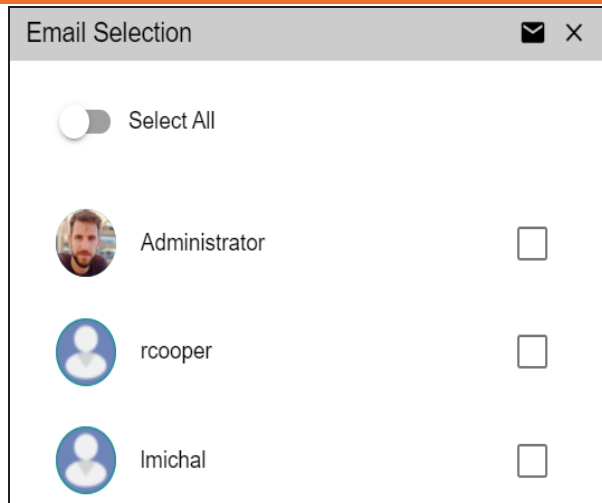 Email Selection
Select All
Administrator
rcooper
lmichal